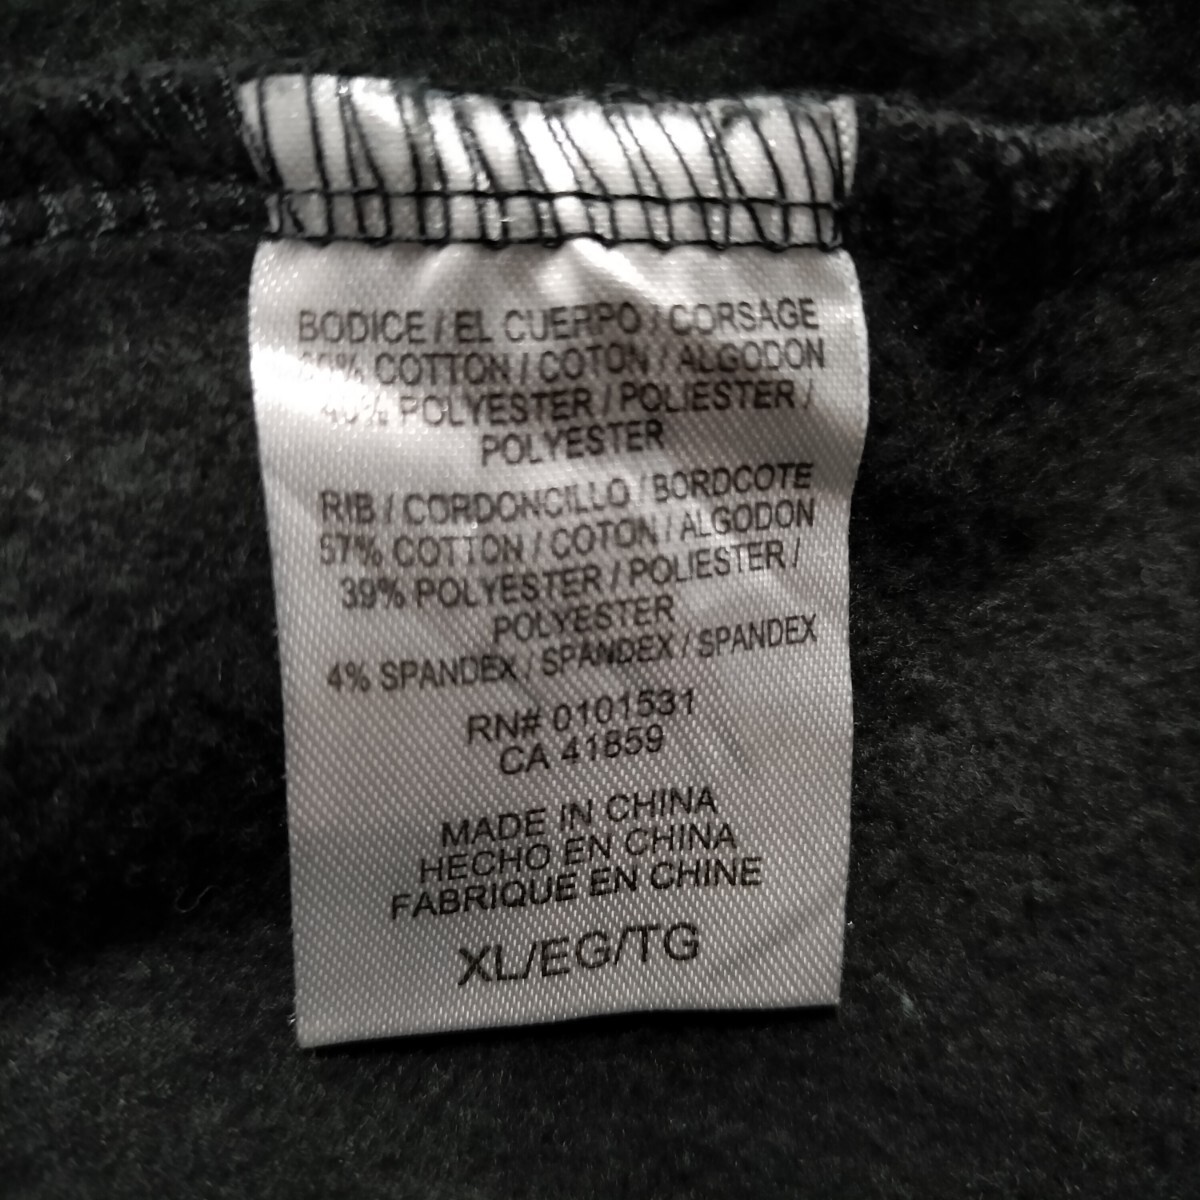 BODICE / EL CUERPO / CORSAGE
COTTON / COTON / ALGODON
40% POLYESTER / POLIESTER /
POLYESTER
RIB / CORDONCILLO / BORDCOTE
57% COTTON / COTON / ALGODON
39% POLYESTER / POLIESTER /
POLYESTER
4% SPANDEX / SPANDEX / SPANDEX
RN# 0101531
CA 41859
MADE IN CHINA
HECHO EN CHINA
FABRIQUE EN CHINE
XL/EG/TG